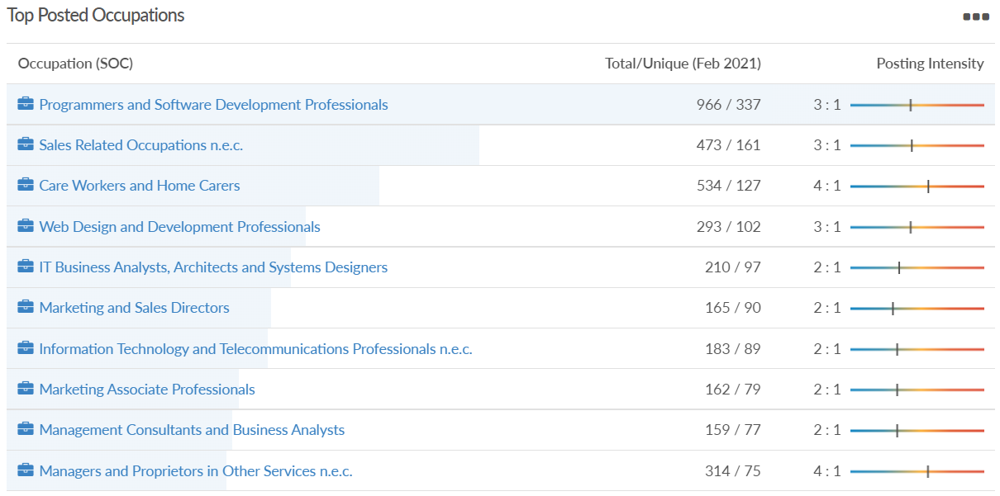 Top Posted Occupations
Occupation (SOC) Total/Unique (Feb 2021) Posting Intensity
Programmers and Software Development Professionals 966 / 337 3 : 1
Sales Related Occupations n.e.c. 473 / 161 3 : 1
Care Workers and Home Carers 534 / 127 4 : 1
Web Design and Development Professionals 293 / 102 3 : 1
IT Business Analysts, Architects and Systems Designers 210 / 97 2 : 1
Marketing and Sales Directors 165 / 90 2 : 1
Information Technology and Telecommunications Professionals n.e.c. 183 / 89 2 : 1
Marketing Associate Professionals 162 / 79 2 : 1
Management Consultants and Business Analysts 159 / 77 2 : 1
Managers and Proprietors in Other Services n.e.c. 314 / 75 4 : 1